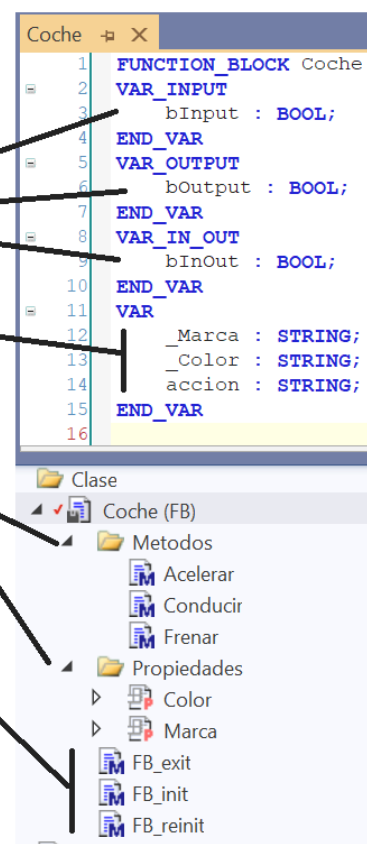 Coche
1 FUNCTION_BLOCK Coche
2 VAR_INPUT
3 bInput : BOOL;
4 END_VAR
5 VAR_OUTPUT
6 bOutput : BOOL;
7 END_VAR
8 VAR_IN_OUT
9 bInOut : BOOL;
10 END_VAR
11 VAR
12 _Marca : STRING;
13 _Color : STRING;
14 accion : STRING;
15 END_VAR
16
Clase
Coche (FB)
Metodos
M Acelerar
M Conducir
M Frenar
Propiedades
P Color
P Marca
M FB_exit
M FB_init
M FB_reinit